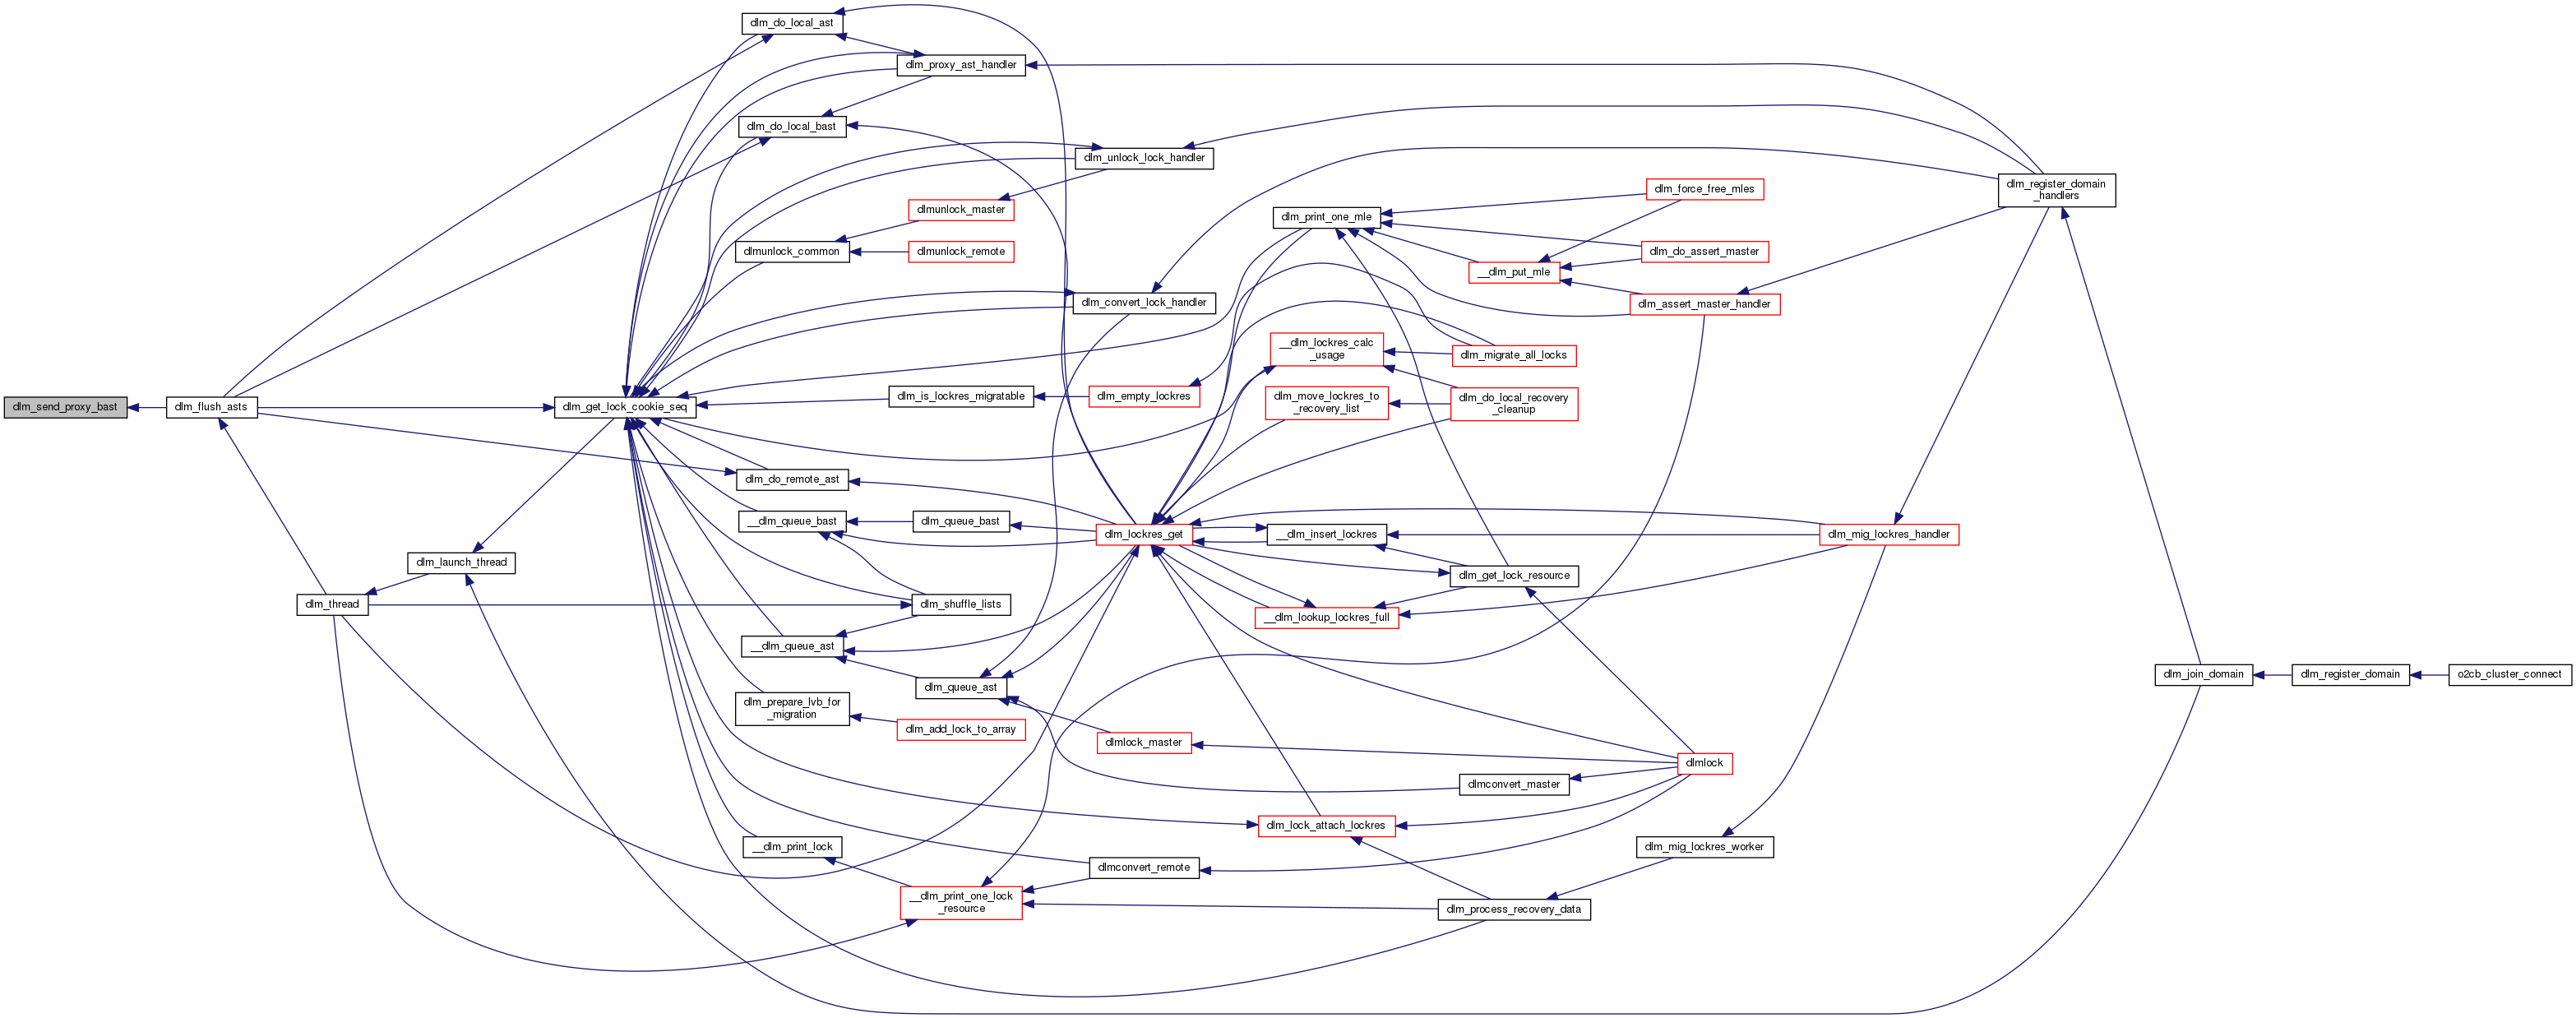 dlm_do_local_ast
dlm_proxy_ast_handler
dlm_do_local_bast
dlm_unlock_lock_handler
dlm_register_domain
_handlers
dlm_force_free_mles
dlmunlock_master
dlm_print_one_mle
dlmunlock_common
dlmunlock_remote
dlm_do_assert_master
__dlm_put_mle
dlm_convert_lock_handler
dlm_assert_master_handler
__dlm_lockres_calc
_usage
dlm_migrate_all_locks
dlm_send_proxy_bast
dlm_flush_asts
dlm_get_lock_cookie_seq
dlm_is_lockres_migratable
dlm_empty_lockres
dlm_move_lockres_to
_recovery_list
dlm_do_local_recovery
_cleanup
dlm_do_remote_ast
__dlm_queue_bast
dlm_queue_bast
dlm_lockres_get
__dlm_insert_lockres
dlm_mig_lockres_handler
dlm_launch_thread
dlm_get_lock_resource
dlm_thread
dlm_shuffle_lists
__dlm_lookup_lockres_full
__dlm_queue_ast
dlm_join_domain
dlm_register_domain
o2cb_cluster_connect
dlm_queue_ast
dlm_prepare_lvb_for
_migration
dlm_add_lock_to_array
dlmlock_master
dlmlock
dlmconvert_master
dlm_lock_attach_lockres
__dlm_print_lock
dlm_mig_lockres_worker
dlmconvert_remote
__dlm_print_one_lock
_resource
dlm_process_recovery_data